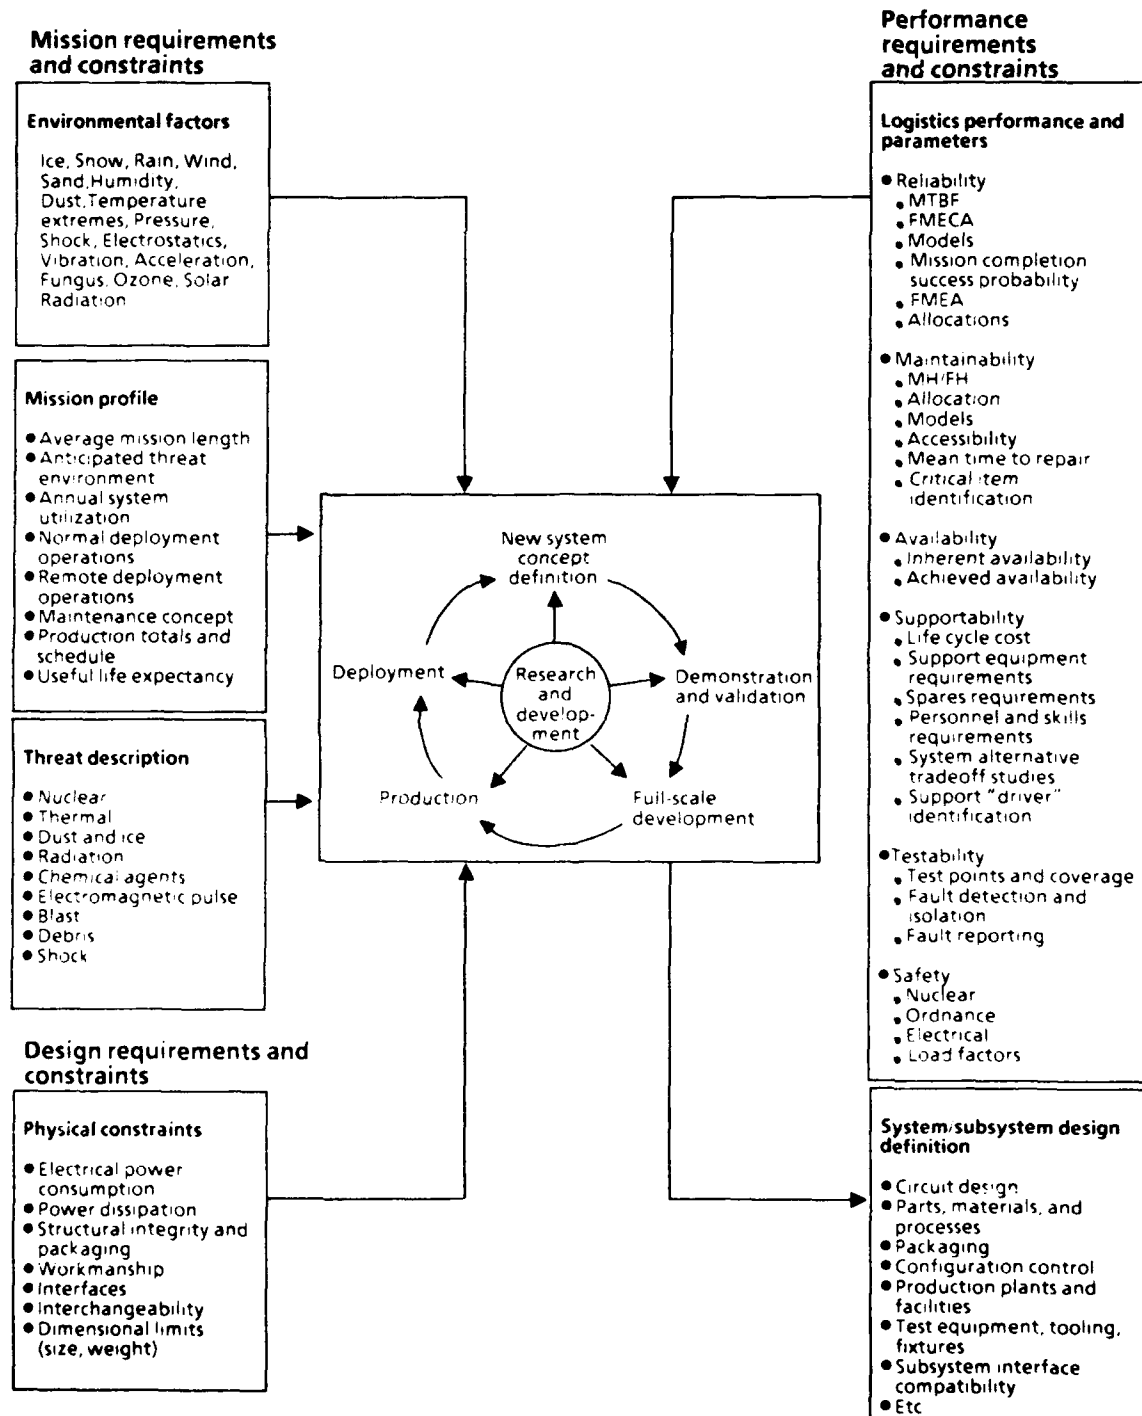 Mission requirements
and constraints
Environmental factors
Ice, Snow, Rain, Wind,
Sand, Humidity,
Dust, Temperature
extremes, Pressure,
Shock, Electrostatics,
Vibration, Acceleration,
Fungus, Ozone, Solar
Radiation
Mission profile
● Average mission length
● Anticipated threat
environment
● Annual system
utilization
● Normal deployment
operations
● Remote deployment
operations
● Maintenance concept
● Production totals and
schedule
● Useful life expectancy
Threat description
● Nuclear
● Thermal
● Dust and ice
● Radiation
● Chemical agents
● Electromagnetic pulse
● Blast
● Debris
● Shock
Design requirements and
constraints
Physical constraints
● Electrical power
consumption
● Power dissipation
● Structural integrity and
packaging
● Workmanship
● Interfaces
● Interchangeability
● Dimensional limits
(size, weight)
New system
concept
definition
Deployment
Research
and
develop-
ment
Demonstration
and validation
Production
Full-scale
development
Performance
requirements
and constraints
Logistics performance and
parameters
● Reliability
• MTBF
• FMECA
• Models
• Mission completion
success probability
• FMEA
• Allocations
● Maintainability
• MH/FH
• Allocation
• Models
• Accessibility
• Mean time to repair
• Critical item
identification
● Availability
• Inherent availability
• Achieved availability
● Supportability
• Life cycle cost
• Support equipment
requirements
• Spares requirements
• Personnel and skills
requirements
• System alternative
tradeoff studies
• Support "driver"
identification
● Testability
• Test points and coverage
• Fault detection and
isolation
• Fault reporting
● Safety
• Nuclear
• Ordnance
• Electrical
• Load factors
System/subsystem design
definition
● Circuit design
● Parts, materials, and
processes
● Packaging
● Configuration control
● Production plants and
facilities
● Test equipment, tooling,
fixtures
● Subsystem interface
compatibility
● Etc